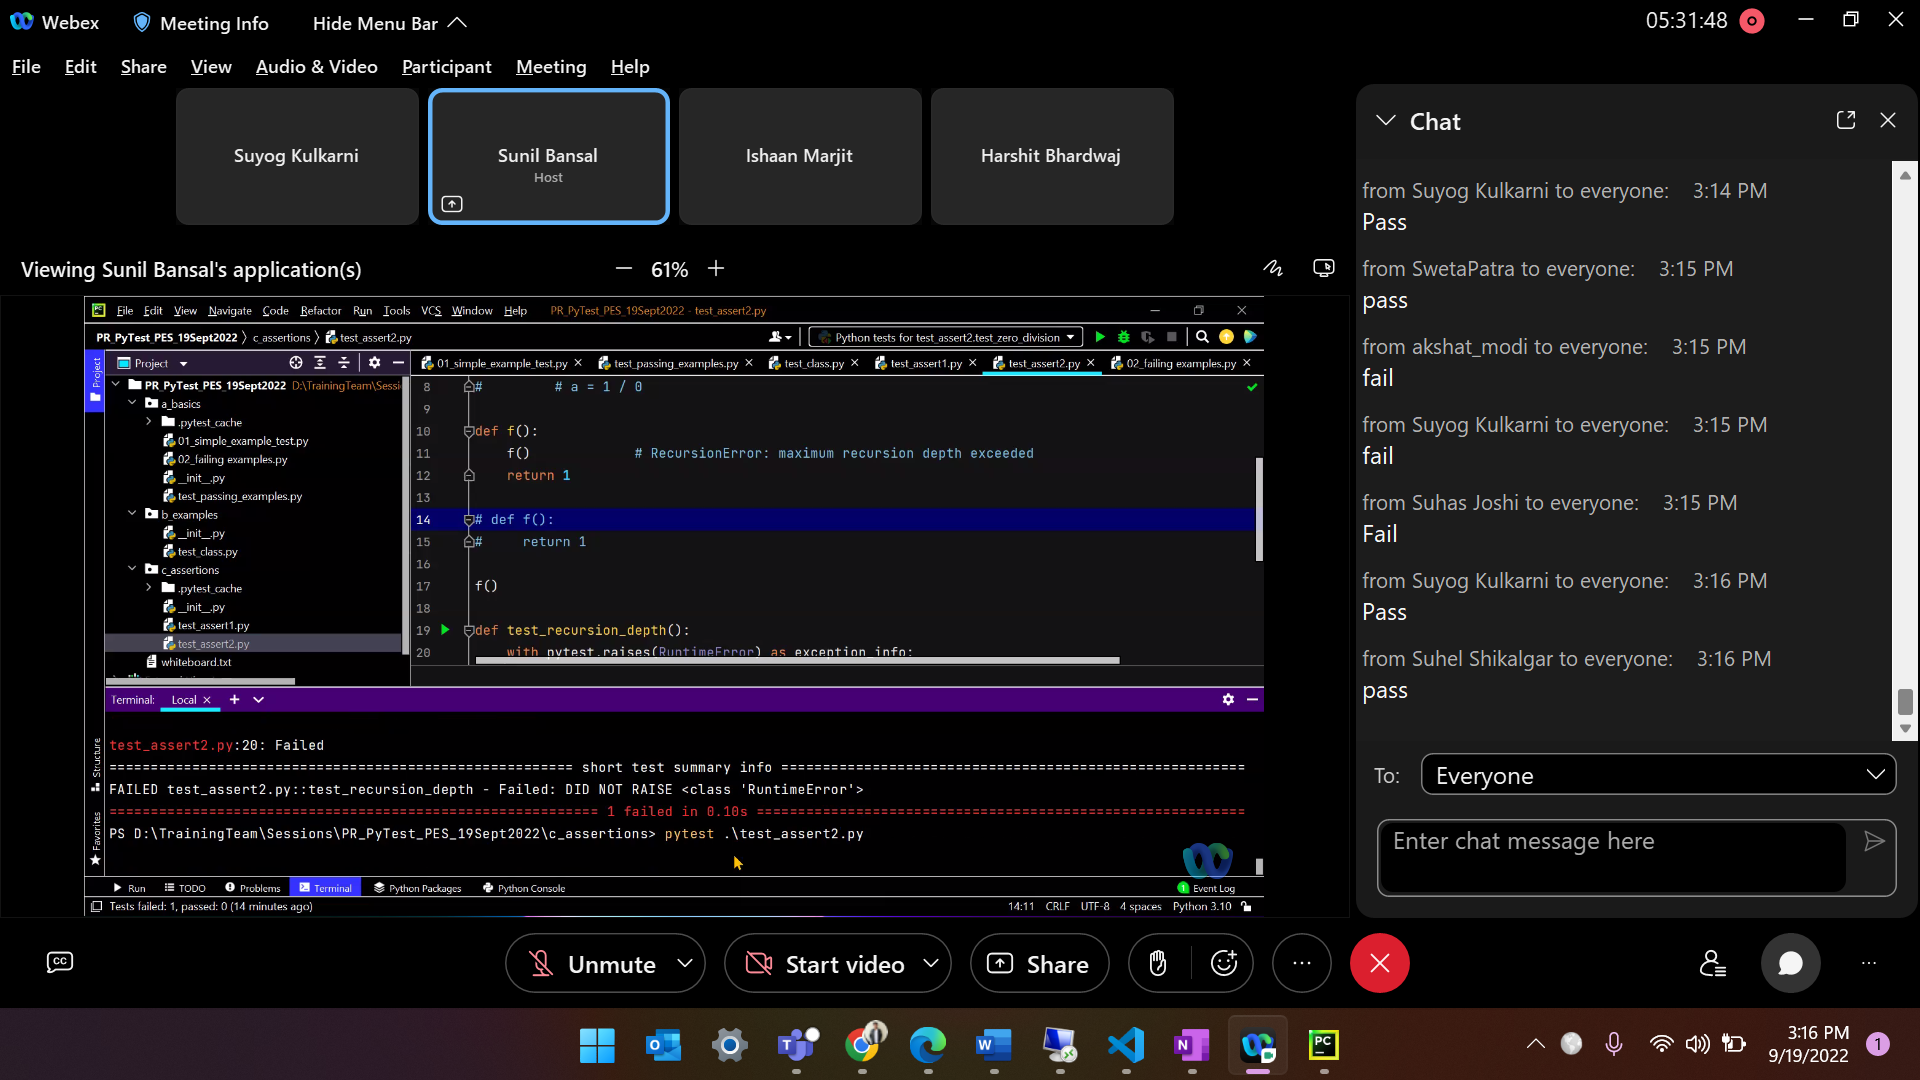 Webex
Meeting Info
Hide Menu Bar
05:31:48
File Edit Share View Audio & Video Participant Meeting Help
Suyog Kulkarni
Sunil Bansal
Host
Ishaan Marjit
Harshit Bhardwaj
Viewing Sunil Bansal's application(s)
61%
File Edit View Navigate Code Refactor Run Tools VCS Window Help PR_PyTest_PES_19Sept2022 - test_assert2.py
PR_PyTest_PES_19Sept2022 c_assertions test_assert2.py
Python tests for test_assert2.test_zero_division
Project
01_simple_example_test.py test_passing_examples.py test_class.py test_assert1.py test_assert2.py 02_failing examples.py
Project
PR_PyTest_PES_19Sept2022 D:\TrainingTeam\Sessi
a_basics
.pytest_cache
01_simple_example_test.py
02_failing examples.py
__init__.py
test_passing_examples.py
b_examples
__init__.py
test_class.py
c_assertions
.pytest_cache
__init__.py
test_assert1.py
test_assert2.py
whiteboard.txt
8 # # a = 1 / 0
9
10 def f():
11 f() # RecursionError: maximum recursion depth exceeded
12 return 1
13
14 # def f():
15 # return 1
16
17 f()
18
19 def test_recursion_depth():
20 with pytest.raises(RuntimeError) as exception_info:
Terminal: Local
Structure
Favorites
test_assert2.py:20: Failed
======================================================== short test summary info ========================================================
FAILED test_assert2.py::test_recursion_depth - Failed: DID NOT RAISE <class 'RuntimeError'>
=========================================================== 1 failed in 0.10s ===========================================================
PS D:\TrainingTeam\Sessions\PR_PyTest_PES_19Sept2022\c_assertions> pytest .\test_assert2.py
Run TODO Problems Terminal Python Packages Python Console
1 Event Log
Tests failed: 1, passed: 0 (14 minutes ago)
14:11 CRLF UTF-8 4 spaces Python 3.10
Chat
from Suyog Kulkarni to everyone: 3:14 PM
Pass
from SwetaPatra to everyone: 3:15 PM
pass
from akshat_modi to everyone: 3:15 PM
fail
from Suyog Kulkarni to everyone: 3:15 PM
fail
from Suhas Joshi to everyone: 3:15 PM
Fail
from Suyog Kulkarni to everyone: 3:16 PM
Pass
from Suhel Shikalgar to everyone: 3:16 PM
pass
To: Everyone
Enter chat message here
CC
Unmute
Start video
Share
3:16 PM
9/19/2022
1